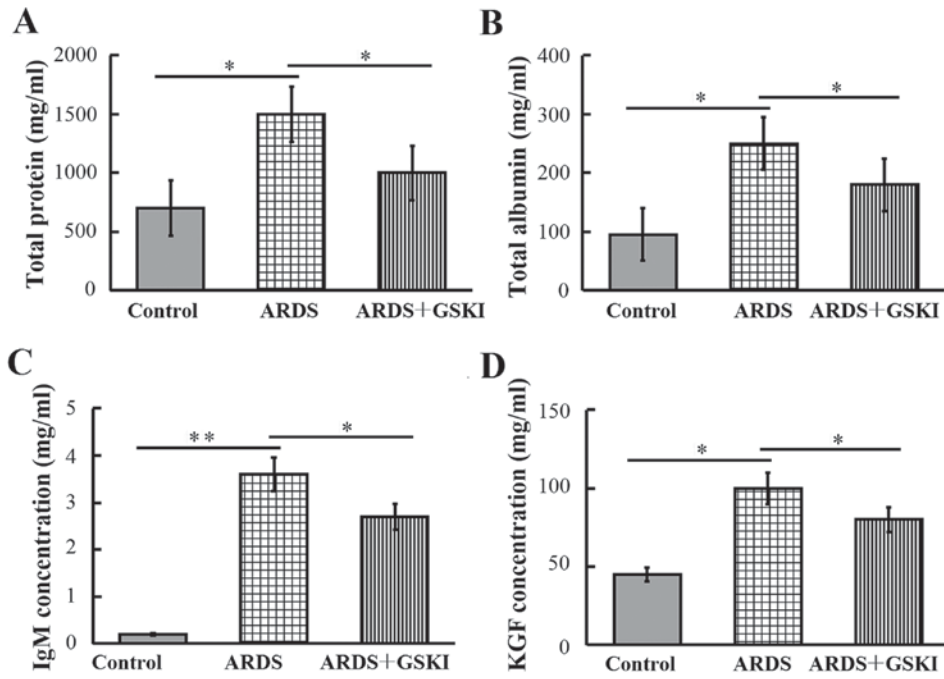 A
Total protein (mg/ml)
2000
1500
1000
500
0
*
*
Control
ARDS
ARDS+GSKI
B
Total albumin (mg/ml)
400
300
200
100
0
*
*
Control
ARDS
ARDS+GSKI
C
IgM concentration (mg/ml)
5
4
3
2
1
0
**
*
Control
ARDS
ARDS+GSKI
D
KGF concentration (mg/ml)
150
100
50
0
*
*
Control
ARDS
ARDS+GSKI